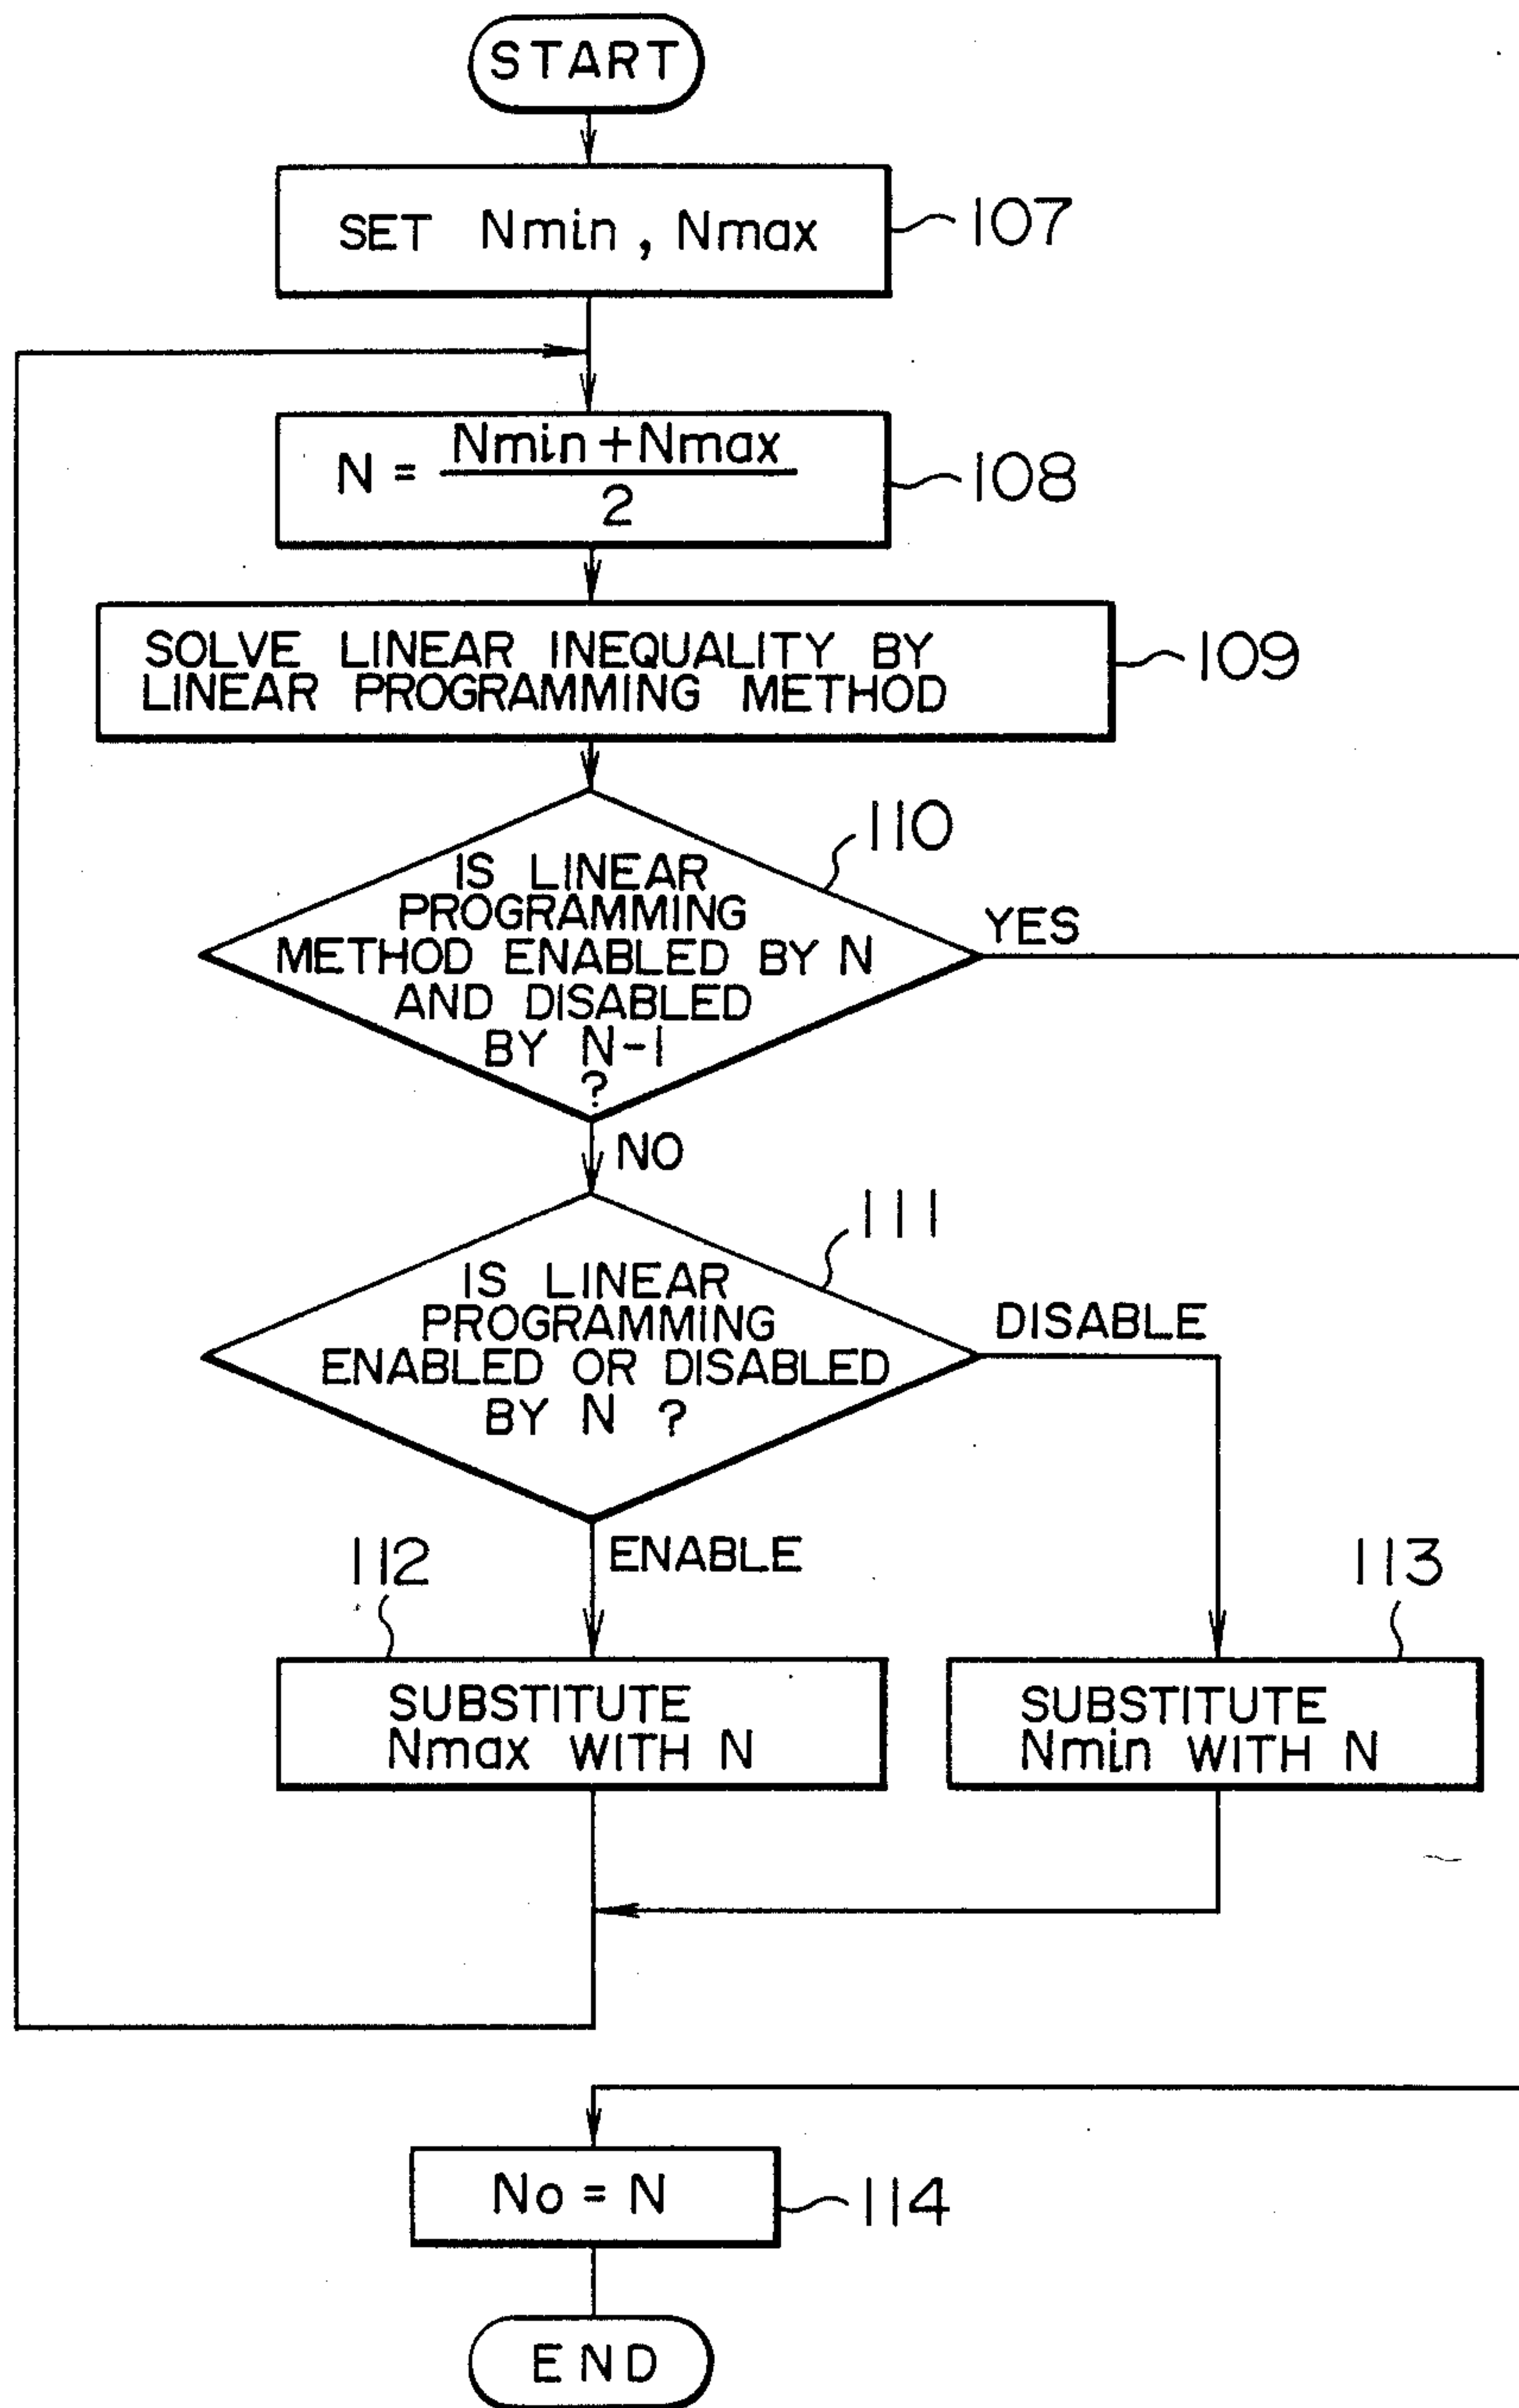 START
SET Nmin, Nmax
107
N = (Nmin+Nmax)/2
108
SOLVE LINEAR INEQUALITY BY
LINEAR PROGRAMMING METHOD
109
110
IS LINEAR
PROGRAMMING
METHOD ENABLED BY N
AND DISABLED
BY N-1
?
YES
NO
111
IS LINEAR
PROGRAMMING
ENABLED OR DISABLED
BY N ?
DISABLE
ENABLE
112
SUBSTITUTE
Nmax WITH N
113
SUBSTITUTE
Nmin WITH N
No = N
114
END